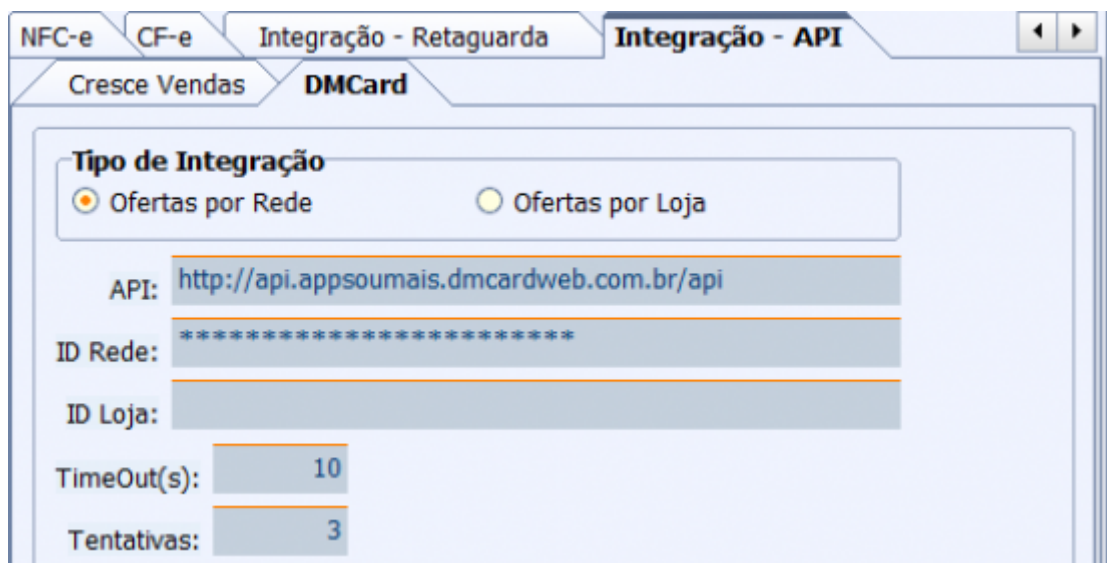 NFC-e CF-e Integração - Retaguarda Integração - API
Cresce Vendas DMCard
Tipo de Integração
Ofertas por Rede Ofertas por Loja
API: http://api.appsoumais.dmcardweb.com.br/api
ID Rede: ************************
ID Loja:
TimeOut(s): 10
Tentativas: 3